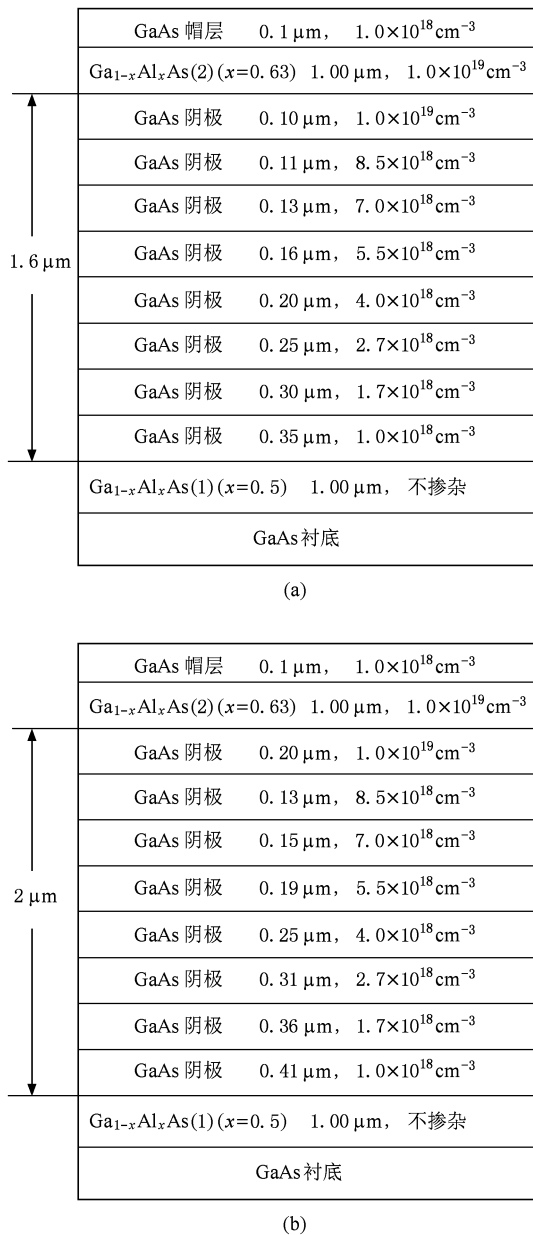 GaAs 帽层 0.1 μm， 1.0×10¹⁸cm⁻³
Ga₁₋ₓAlₓAs(2) (x=0.63) 1.00 μm， 1.0×10¹⁹cm⁻³
GaAs 阴极 0.10 μm， 1.0×10¹⁹cm⁻³
GaAs 阴极 0.11 μm， 8.5×10¹⁸cm⁻³
GaAs 阴极 0.13 μm， 7.0×10¹⁸cm⁻³
GaAs 阴极 0.16 μm， 5.5×10¹⁸cm⁻³
1.6 μm
GaAs 阴极 0.20 μm， 4.0×10¹⁸cm⁻³
GaAs 阴极 0.25 μm， 2.7×10¹⁸cm⁻³
GaAs 阴极 0.30 μm， 1.7×10¹⁸cm⁻³
GaAs 阴极 0.35 μm， 1.0×10¹⁸cm⁻³
Ga₁₋ₓAlₓAs(1) (x=0.5) 1.00 μm， 不掺杂
GaAs 衬底
(a)
GaAs 帽层 0.1 μm， 1.0×10¹⁸cm⁻³
Ga₁₋ₓAlₓAs(2) (x=0.63) 1.00 μm， 1.0×10¹⁹cm⁻³
GaAs 阴极 0.20 μm， 1.0×10¹⁹cm⁻³
GaAs 阴极 0.13 μm， 8.5×10¹⁸cm⁻³
GaAs 阴极 0.15 μm， 7.0×10¹⁸cm⁻³
GaAs 阴极 0.19 μm， 5.5×10¹⁸cm⁻³
2 μm
GaAs 阴极 0.25 μm， 4.0×10¹⁸cm⁻³
GaAs 阴极 0.31 μm， 2.7×10¹⁸cm⁻³
GaAs 阴极 0.36 μm， 1.7×10¹⁸cm⁻³
GaAs 阴极 0.41 μm， 1.0×10¹⁸cm⁻³
Ga₁₋ₓAlₓAs(1) (x=0.5) 1.00 μm， 不掺杂
GaAs 衬底
(b)